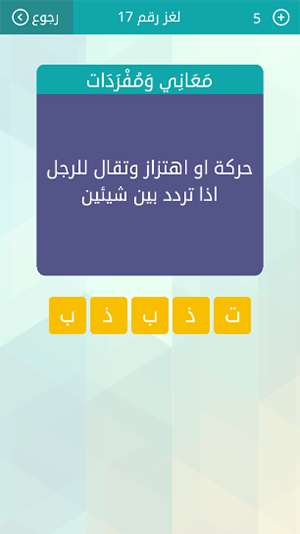 رجوع
لغز رقم 17
5
مَعَانِي وَمُفْرَدَات
حركة او اهتزاز وتقال للرجل
اذا تردد بين شيئين
ت ذ ب ذ ب